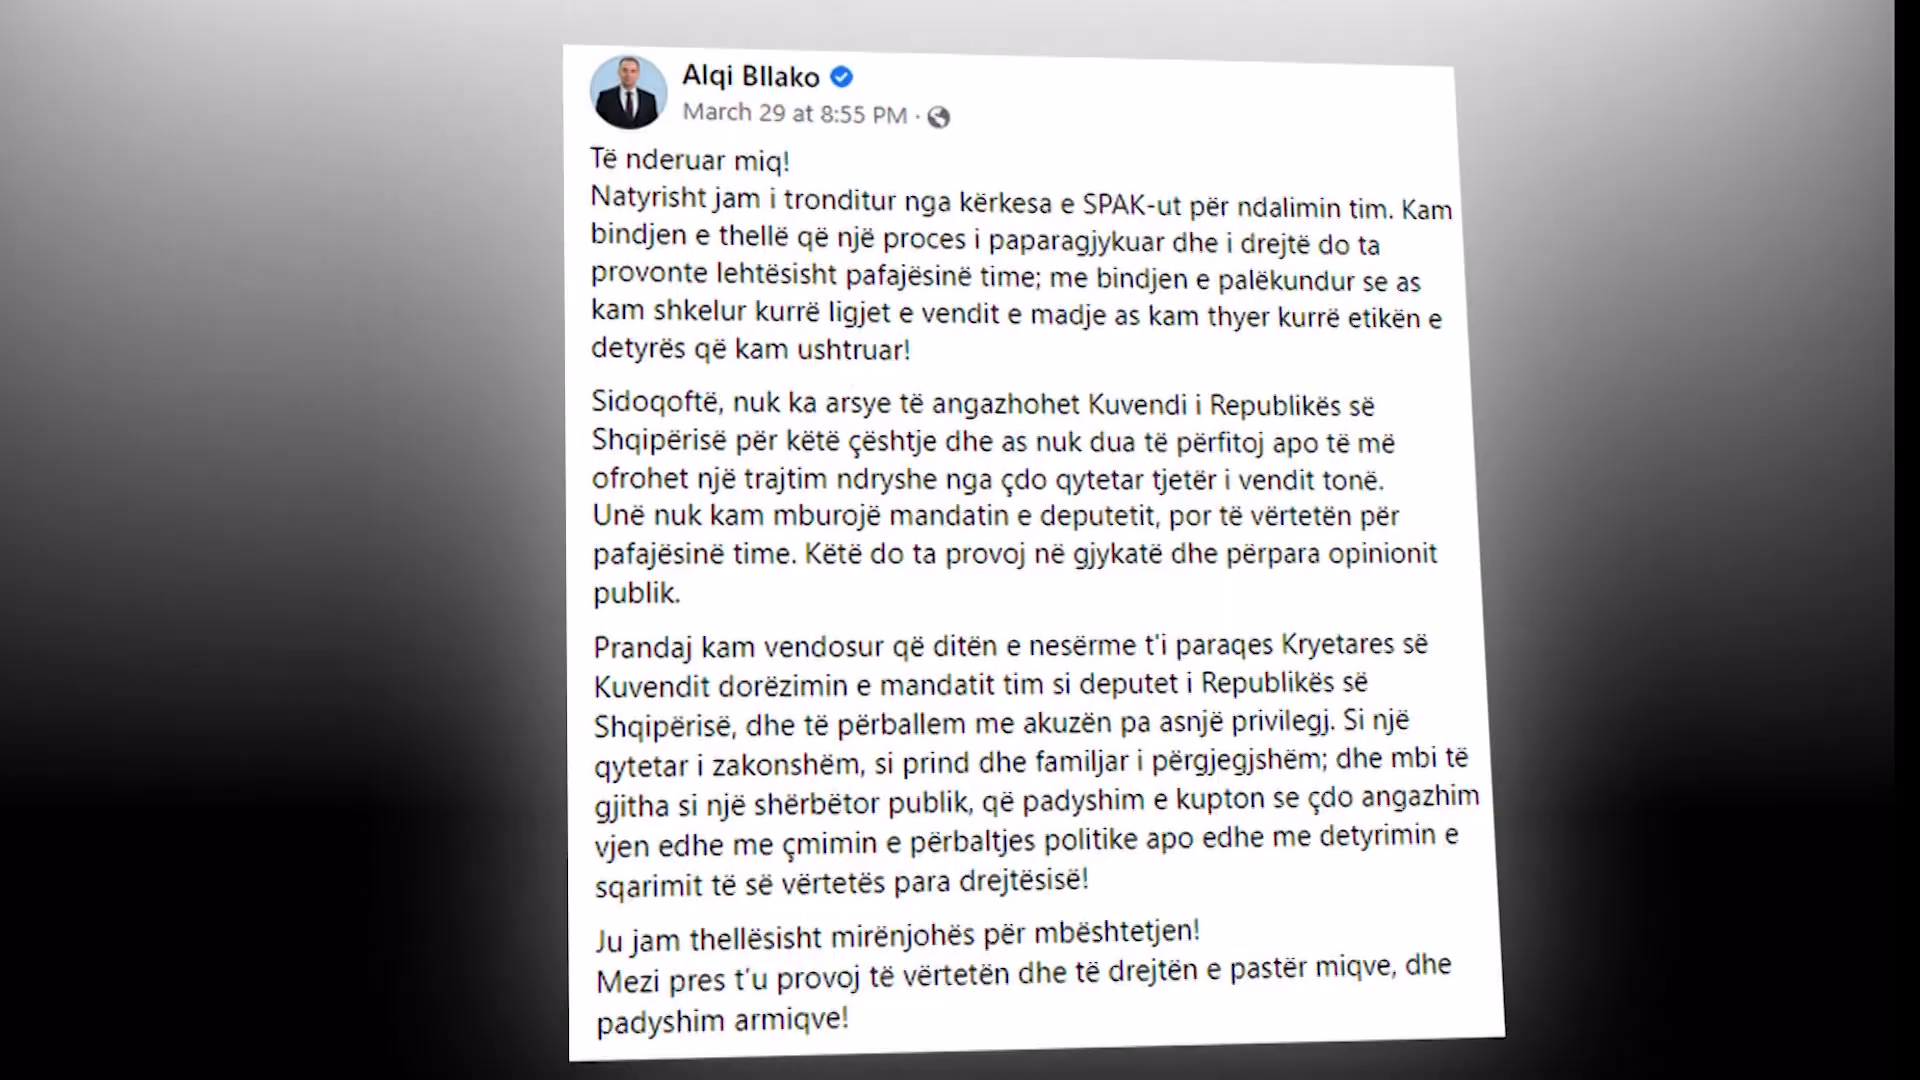 Alqi Bllako
March 29 at 8:55 PM ·
Të nderuar miq!
Natyrisht jam i tronditur nga kërkesa e SPAK-ut për ndalimin tim. Kam
bindjen e thellë që një proces i paparagjykuar dhe i drejtë do ta
provonte lehtësisht pafajësinë time; me bindjen e palëkundur se as
kam shkelur kurrë ligjet e vendit e madje as kam thyer kurrë etikën e
detyrës që kam ushtruar!
Sidoqoftë, nuk ka arsye të angazhohet Kuvendi i Republikës së
Shqipërisë për këtë çështje dhe as nuk dua të përfitoj apo të më
ofrohet një trajtim ndryshe nga çdo qytetar tjetër i vendit tonë.
Unë nuk kam mburojë mandatin e deputetit, por të vërtetën për
pafajësinë time. Këtë do ta provoj në gjykatë dhe përpara opinionit
publik.
Prandaj kam vendosur që ditën e nesërme t'i paraqes Kryetares së
Kuvendit dorëzimin e mandatit tim si deputet i Republikës së
Shqipërisë, dhe të përballem me akuzën pa asnjë privilegj. Si një
qytetar i zakonshëm, si prind dhe familjar i përgjegjshëm; dhe mbi të
gjitha si një shërbëtor publik, që padyshim e kupton se çdo angazhim
vjen edhe me çmimin e përbaltjes politike apo edhe me detyrimin e
sqarimit të së vërtetës para drejtësisë!
Ju jam thellësisht mirënjohës për mbështetjen!
Mezi pres t'u provoj të vërtetën dhe të drejtën e pastër miqve, dhe
padyshim armiqve!